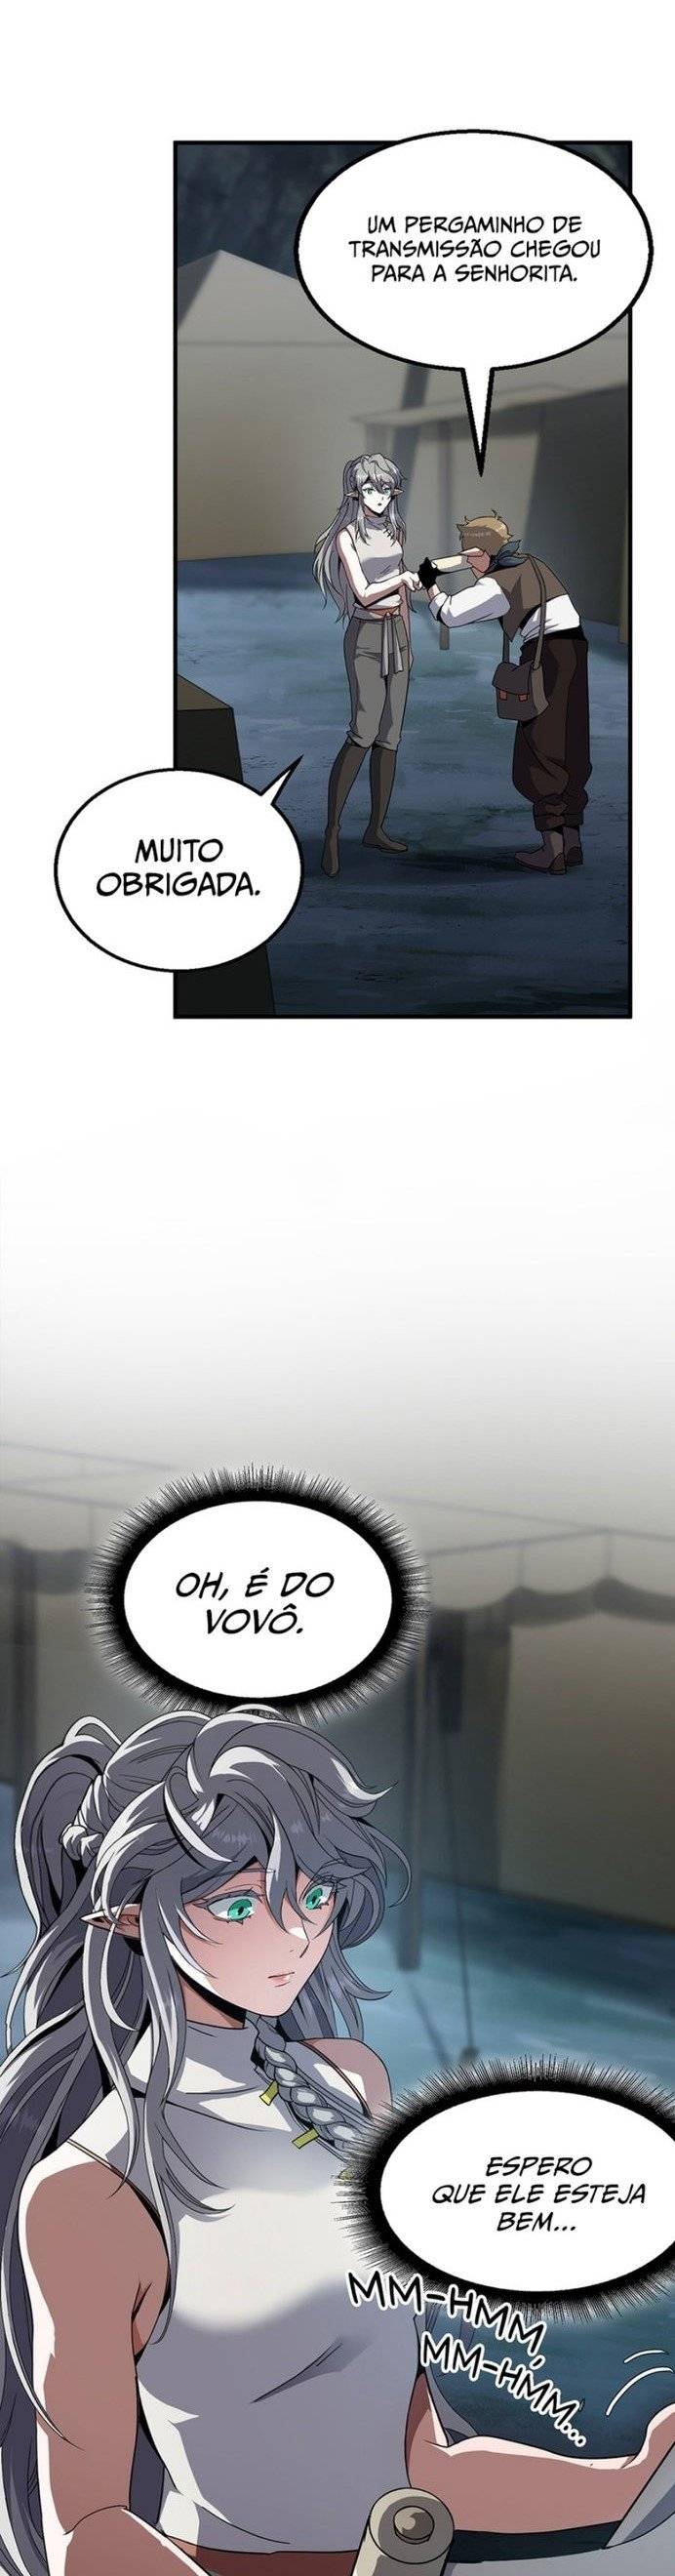 UM PERGAMINHO DE
TRANSMISSÃO CHEGOU
PARA A SENHORITA.
MUITO
OBRIGADA.
OH, É DO
VOVÔ.
ESPERO
QUE ELE ESTEJA
BEM...
MM-HMM,
MM-HMM...